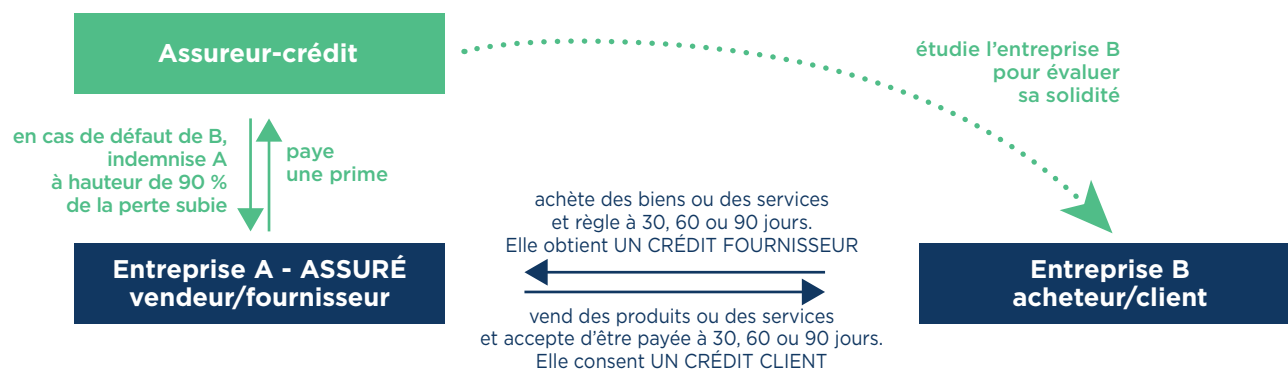 Assureur-crédit
étudie l’entreprise B
pour évaluer
sa solidité
en cas de défaut de B,
indemnise A
à hauteur de 90 %
de la perte subie
paye
une prime
achète des biens ou des services
et règle à 30, 60 ou 90 jours.
Elle obtient UN CRÉDIT FOURNISSEUR
Entreprise A - ASSURÉ
vendeur/fournisseur
Entreprise B
acheteur/client
vend des produits ou des services
et accepte d’être payée à 30, 60 ou 90 jours.
Elle consent UN CRÉDIT CLIENT